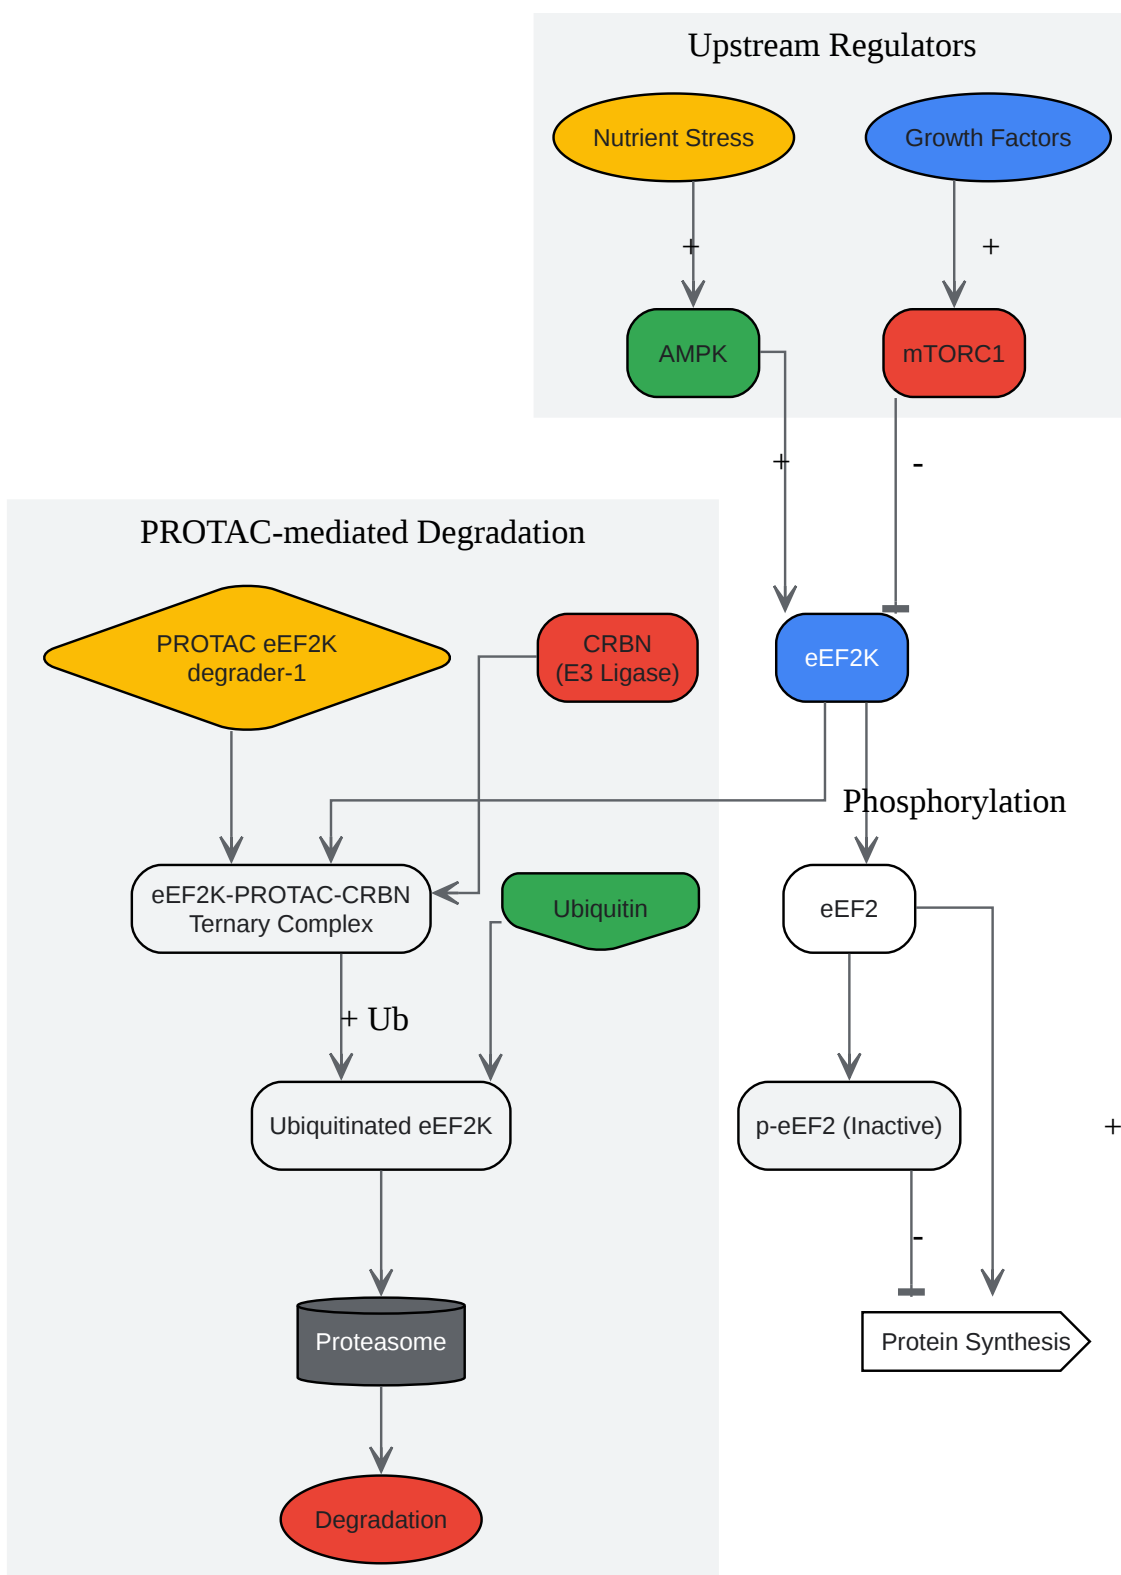 Upstream Regulators
Nutrient Stress
Growth Factors
+
+
AMPK
mTORC1
+
-
PROTAC-mediated Degradation
PROTAC eEF2K
degrader-1
CRBN
(E3 Ligase)
eEF2K
Phosphorylation
eEF2K-PROTAC-CRBN
Ternary Complex
Ubiquitin
eEF2
+ Ub
Ubiquitinated eEF2K
p-eEF2 (Inactive)
+
-
Proteasome
Protein Synthesis
Degradation